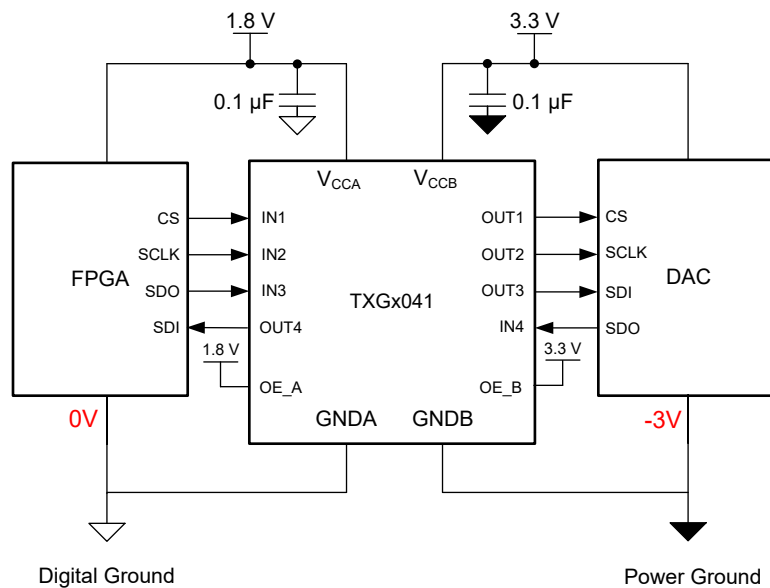 1.8 V
3.3 V
0.1 µF
0.1 µF
VCCA
VCCB
CS
IN1
OUT1
CS
SCLK
IN2
OUT2
SCLK
FPGA
DAC
SDO
IN3
TXGx041
OUT3
SDI
SDI
OUT4
IN4
SDO
1.8 V
3.3 V
OE_A
OE_B
0V
GNDA
GNDB
-3V
Digital Ground
Power Ground